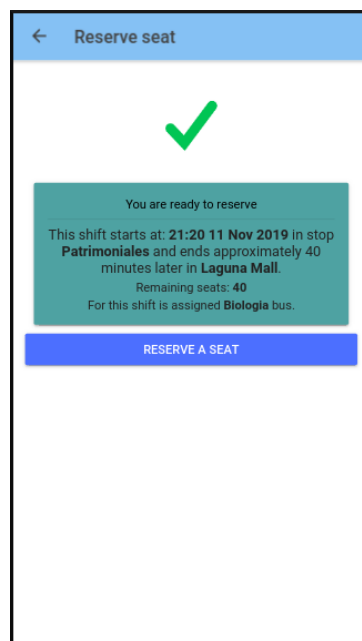 Reserve seat
You are ready to reserve
This shift starts at: 21:20 11 Nov 2019 in stop
Patrimoniales and ends approximately 40
minutes later in Laguna Mall.
Remaining seats: 40
For this shift is assigned Biologia bus.
RESERVE A SEAT